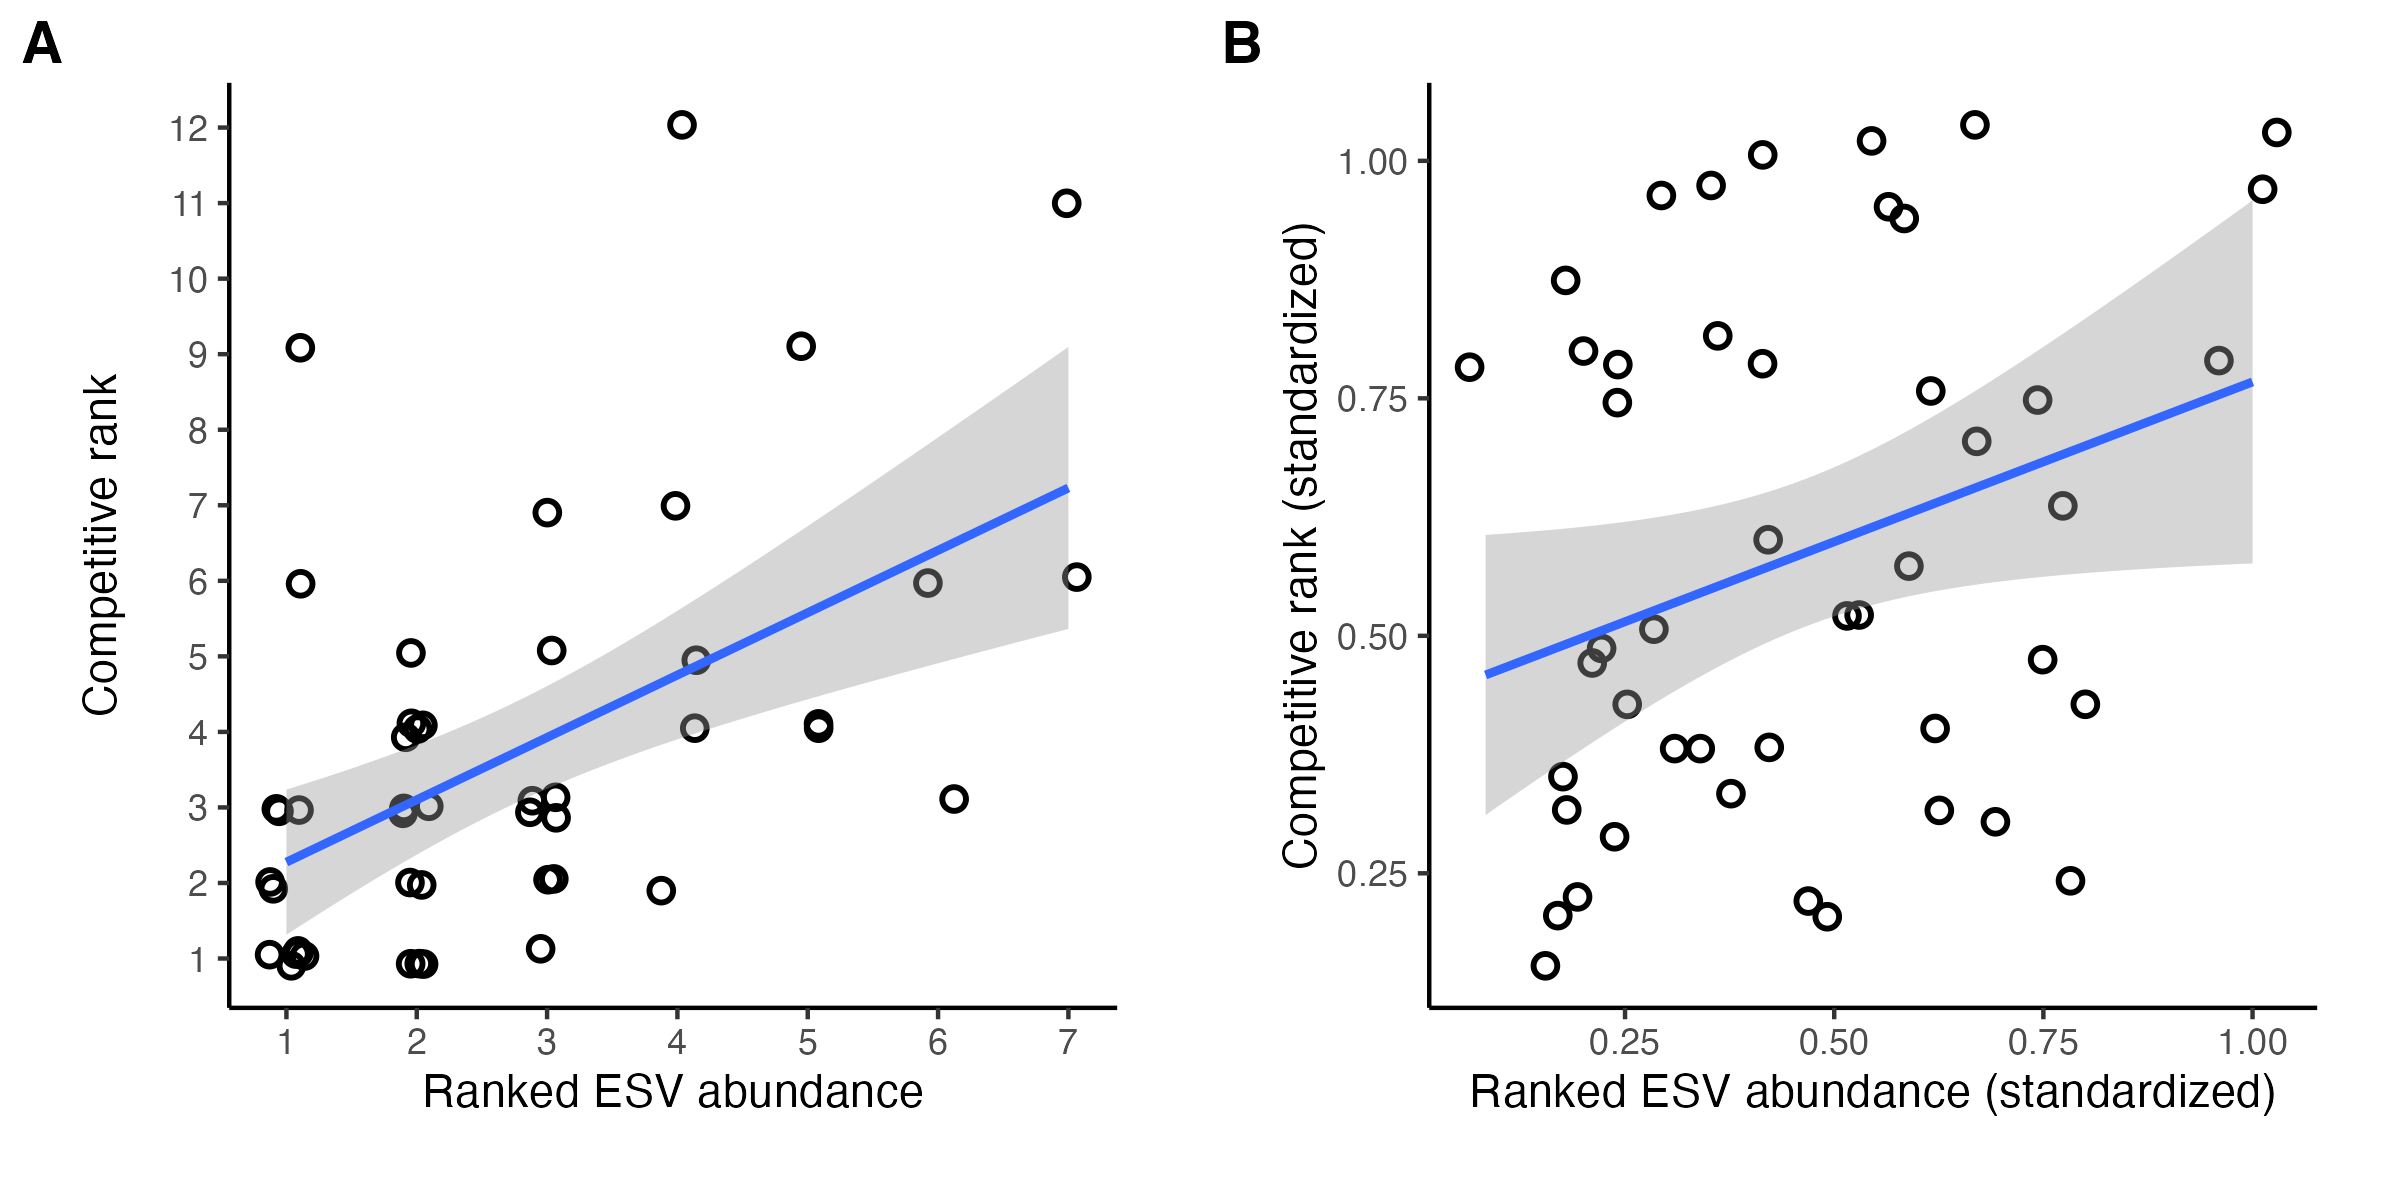 A
12
11
10
9
8
7
6
5
4
3
2
1
Competitive rank
1 2 3 4 5 6 7
Ranked ESV abundance
B
1.00
0.75
0.50
0.25
Competitive rank (standardized)
0.25 0.50 0.75 1.00
Ranked ESV abundance (standardized)